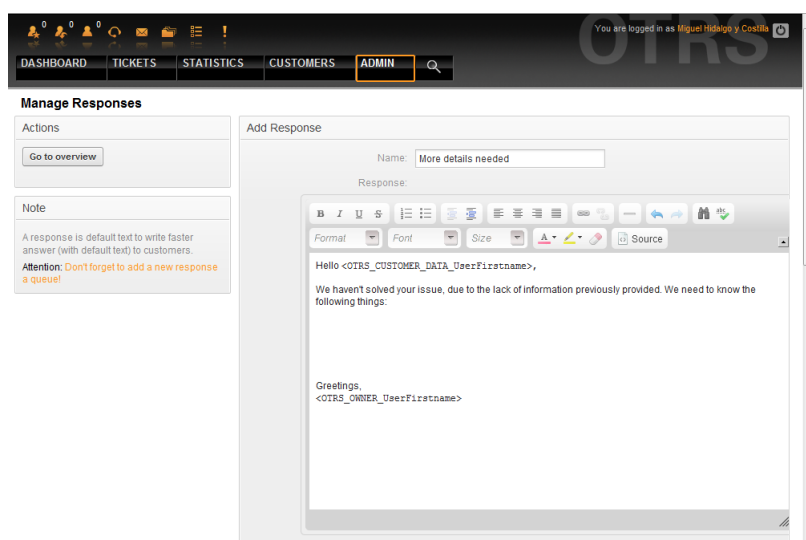 0 0 0
You are logged in as Miguel Hidalgo y Costilla
OTRS
DASHBOARD TICKETS STATISTICS CUSTOMERS ADMIN
Manage Responses
Actions
Go to overview
Note
A response is default text to write faster
answer (with default text) to customers.
Attention: Don't forget to add a new response
a queue!
Add Response
Name: More details needed
Response:
B I U S
Format Font Size A Source
Hello <OTRS_CUSTOMER_DATA_UserFirstname>,
We haven't solved your issue, due to the lack of information previously provided. We need to know the
following things:
Greetings,
<OTRS_OWNER_UserFirstname>